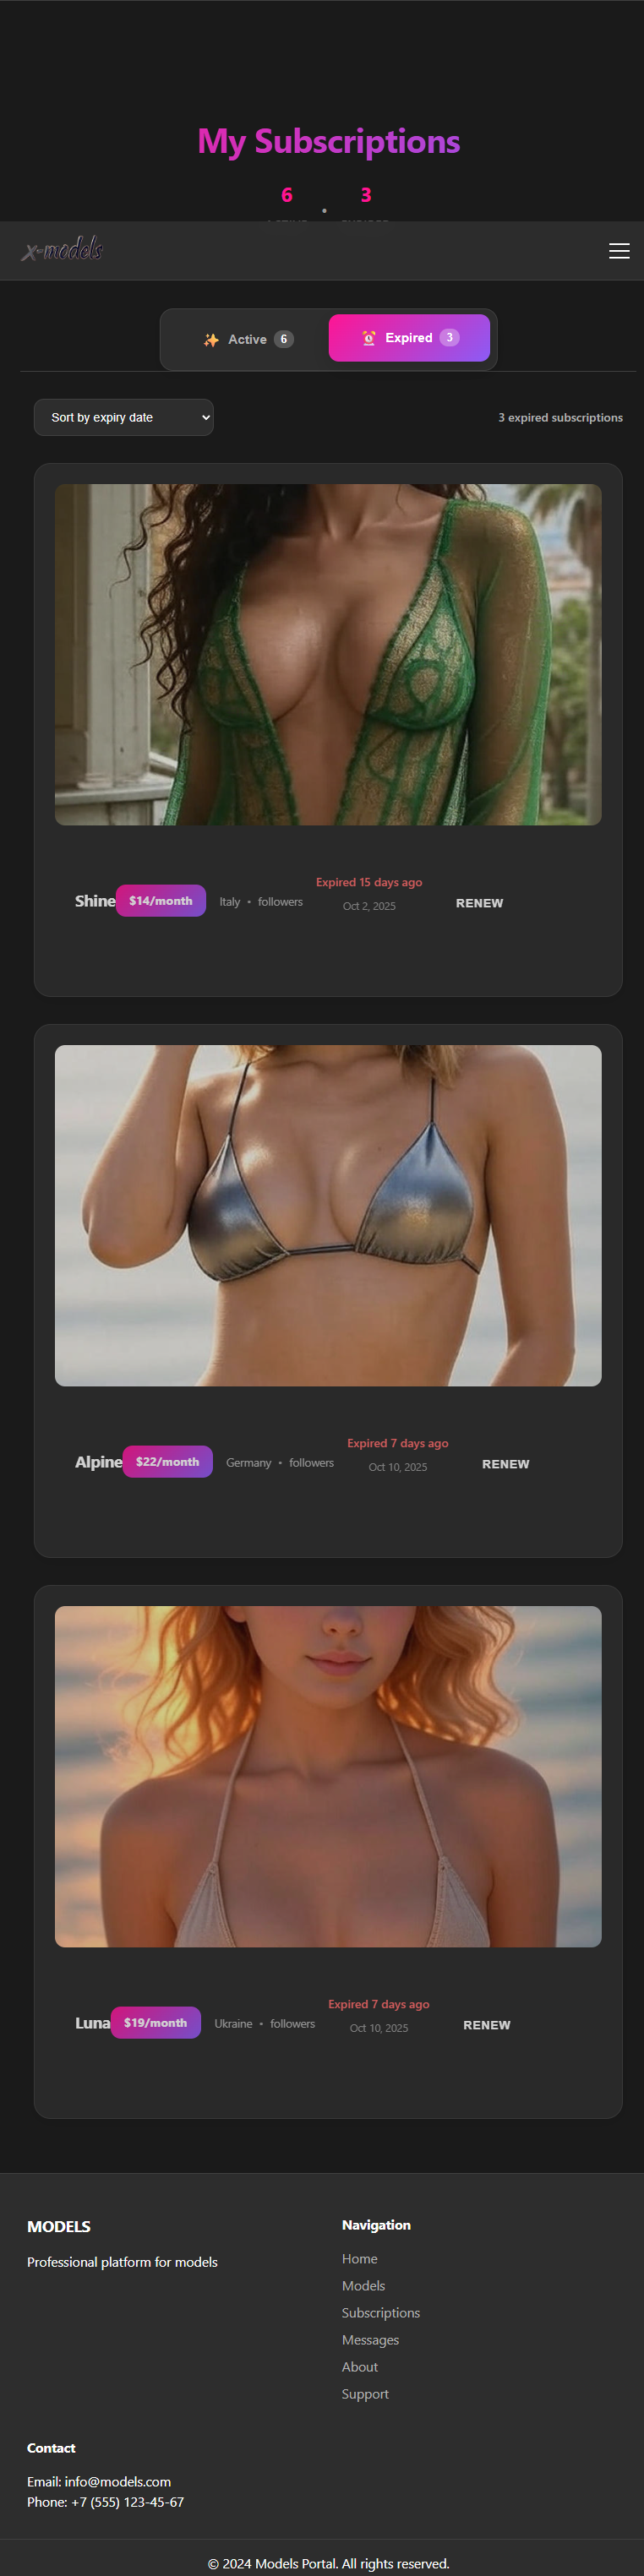 My Subscriptions
6 • 3
x-models
✨ Active 6
⏰ Expired 3
Sort by expiry date
3 expired subscriptions
Shine $14/month Italy • followers
Expired 15 days ago
Oct 2, 2025
RENEW
Alpine $22/month Germany • followers
Expired 7 days ago
Oct 10, 2025
RENEW
Luna $19/month Ukraine • followers
Expired 7 days ago
Oct 10, 2025
RENEW
MODELS
Professional platform for models
Navigation
Home
Models
Subscriptions
Messages
About
Support
Contact
Email: info@models.com
Phone: +7 (555) 123-45-67
© 2024 Models Portal. All rights reserved.